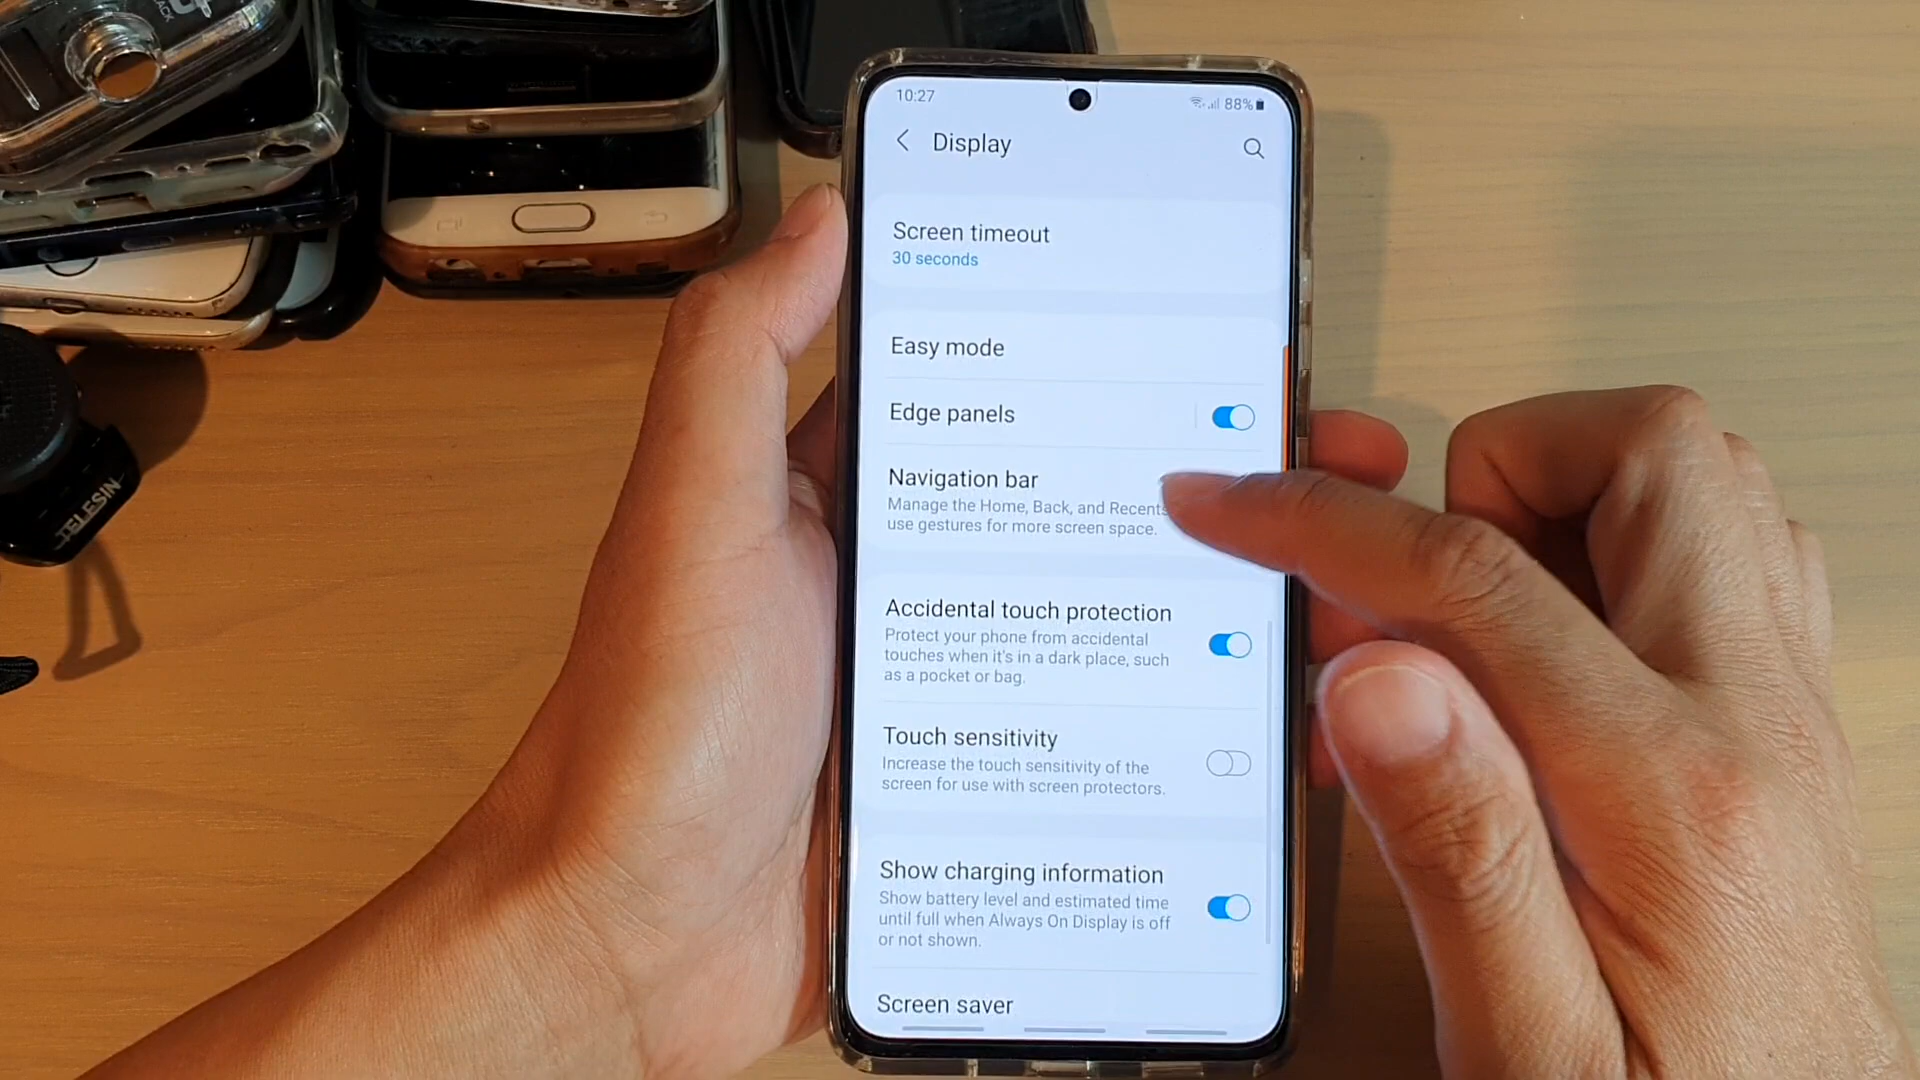 10:27
88%
Display
Screen timeout
30 seconds
Easy mode
Edge panels
Navigation bar
Manage the Home, Back, and Recents
use gestures for more screen space.
Accidental touch protection
Protect your phone from accidental
touches when it's in a dark place, such
as a pocket or bag.
Touch sensitivity
Increase the touch sensitivity of the
screen for use with screen protectors.
Show charging information
Show battery level and estimated time
until full when Always On Display is off
or not shown.
Screen saver
TELESIN